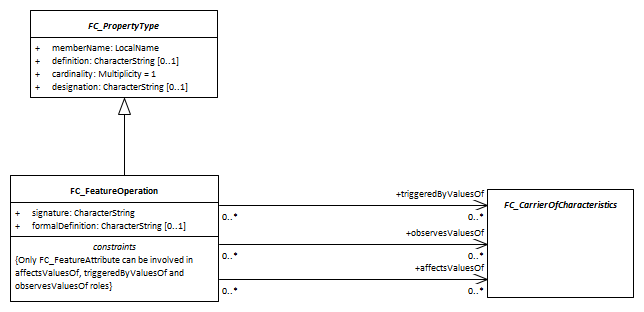 FC_PropertyType
+ memberName: LocalName
+ definition: CharacterString [0..1]
+ cardinality: Multiplicity = 1
+ designation: CharacterString [0..1]
FC_FeatureOperation
+ signature: CharacterString
+ formalDefinition: CharacterString [0..1]
constraints
{Only FC_FeatureAttribute can be involved in
affectsValuesOf, triggeredByValuesOf and
observesValuesOf roles}
+triggeredByValuesOf
0..* 0..*
+observesValuesOf
0..* 0..*
+affectsValuesOf
0..* 0..*
FC_CarrierOfCharacteristics